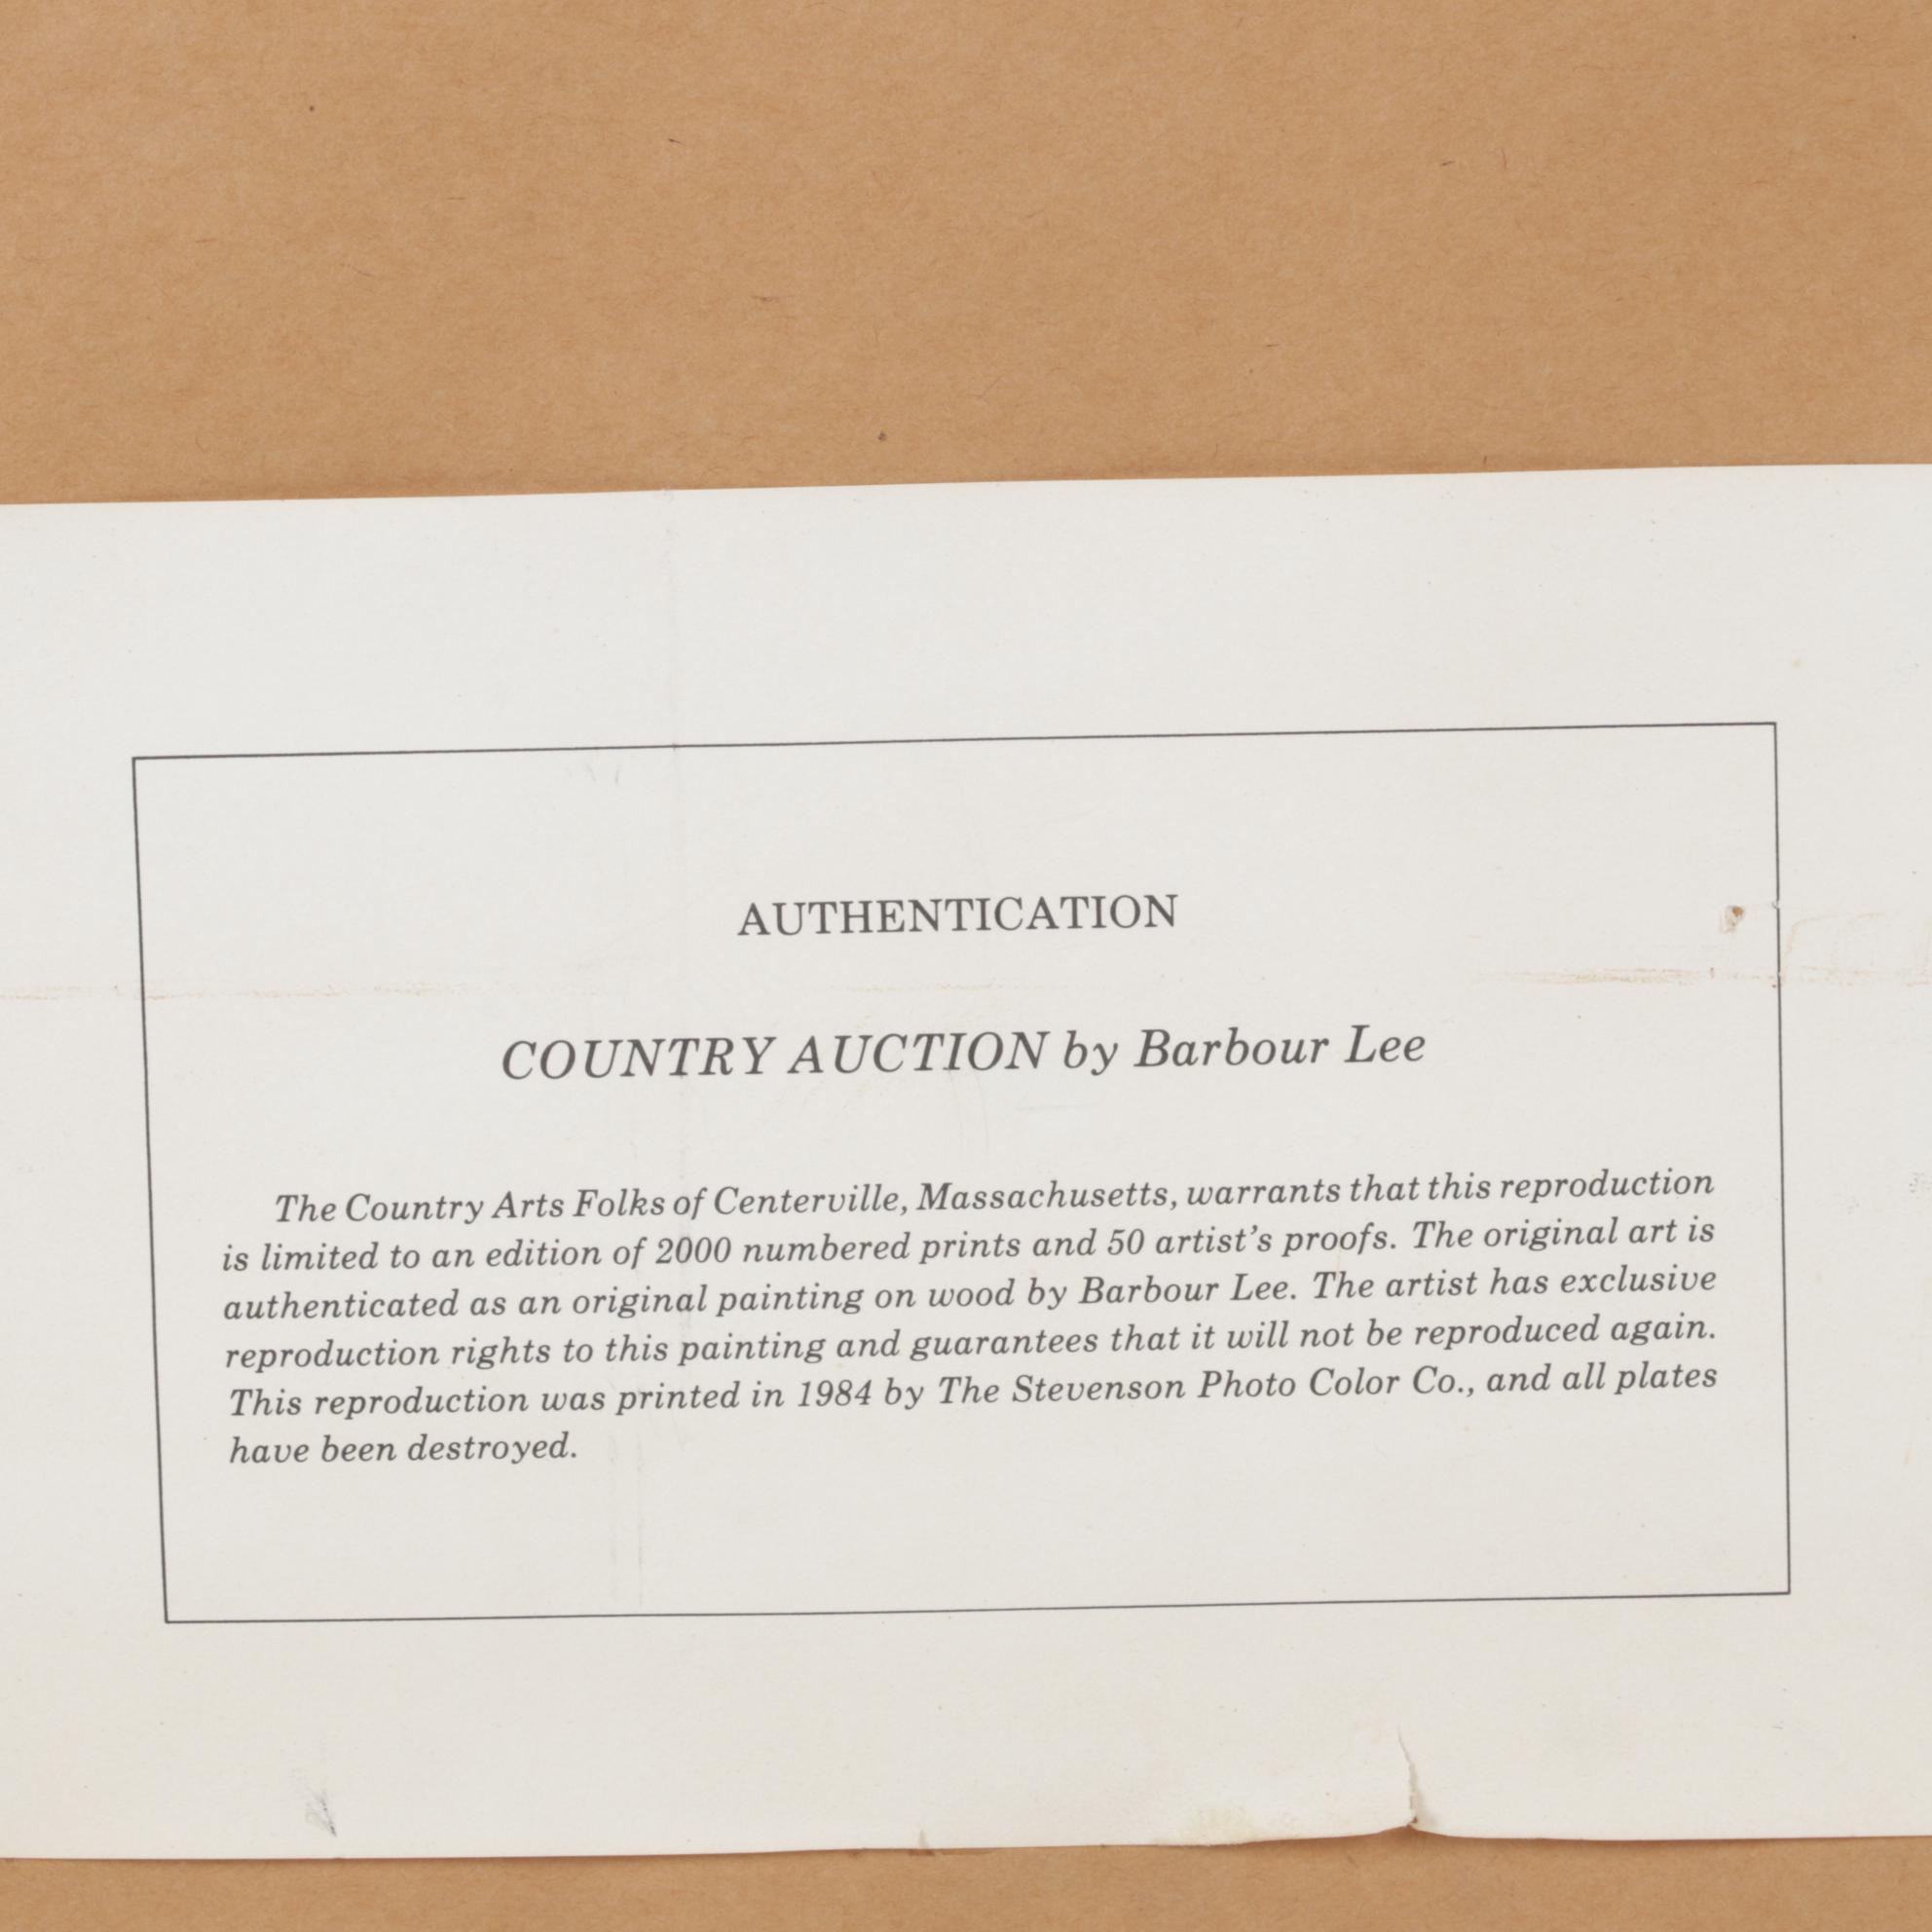 AUTHENTICATION
COUNTRY AUCTION by Barbour Lee
The Country Arts Folks of Centerville, Massachusetts, warrants that this reproduction
is limited to an edition of 2000 numbered prints and 50 artist's proofs. The original art is
authenticated as an original painting on wood by Barbour Lee. The artist has exclusive
reproduction rights to this painting and guarantees that it will not be reproduced again.
This reproduction was printed in 1984 by The Stevenson Photo Color Co., and all plates
have been destroyed.